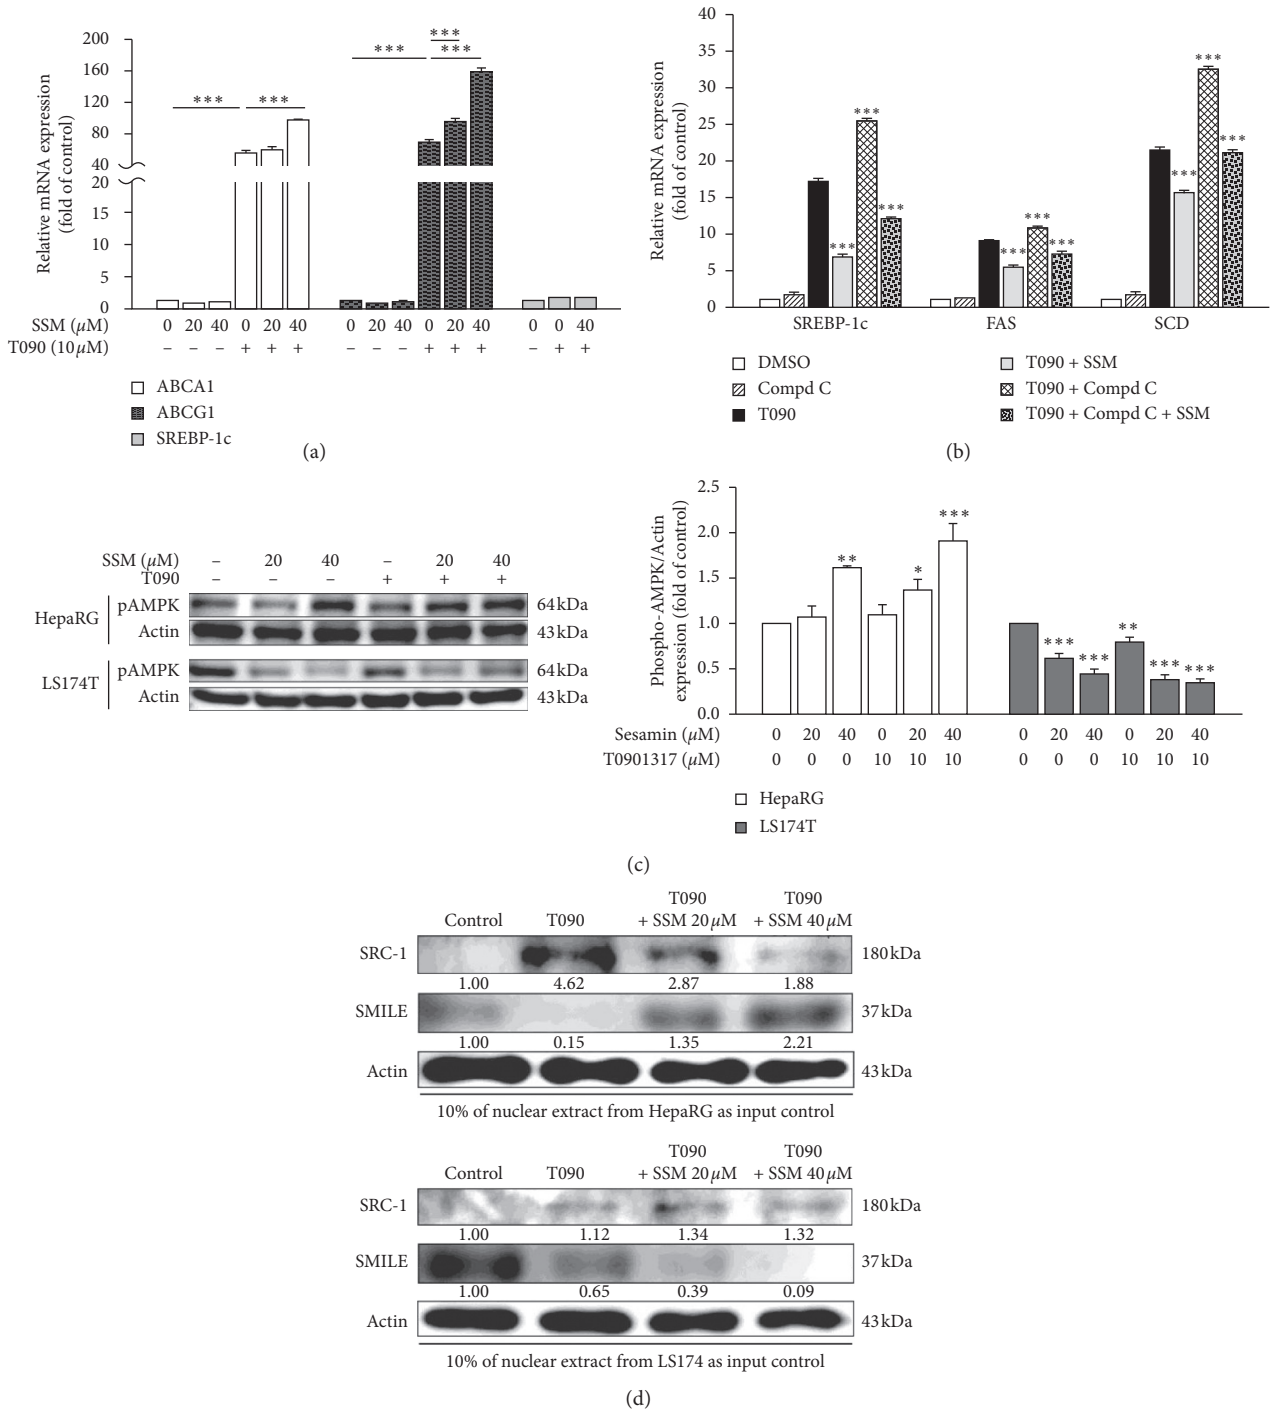 200
160
120
80
40
20
15
10
5
0
Relative mRNA expression
(fold of control)
*** *** *** *** ***
SSM (μM) 0 20 40 0 20 40 0 20 40 0 20 40 0 0 40
T090 (10 μM) – – – + + + – – – + + + – + +
ABCA1
ABCG1
SREBP-1c
(a)
40
35
30
25
20
15
10
5
0
Relative mRNA expression
(fold of control)
*** *** *** *** *** *** *** *** ***
SREBP-1c FAS SCD
DMSO T090 + SSM
Compd C T090 + Compd C
T090 T090 + Compd C + SSM
(b)
SSM (μM) – 20 40 – 20 40
T090 – – – + + +
HepaRG
pAMPK 64 kDa
Actin 43 kDa
LS174T
pAMPK 64 kDa
Actin 43 kDa
2.5
2.0
1.5
1.0
0.5
0.0
Phospho-AMPK/Actin
expression (fold of control)
** * *** *** *** ** *** ***
Sesamin (μM) 0 20 40 0 20 40 0 20 40 0 20 40
T0901317 (μM) 0 0 0 10 10 10 0 0 0 10 10 10
HepaRG
LS174T
(c)
T090 T090
Control T090 + SSM 20 μM + SSM 40 μM
SRC-1 180 kDa
1.00 4.62 2.87 1.88
SMILE 37 kDa
1.00 0.15 1.35 2.21
Actin 43 kDa
10% of nuclear extract from HepaRG as input control
T090 T090
Control T090 + SSM 20 μM + SSM 40 μM
SRC-1 180 kDa
1.00 1.12 1.34 1.32
SMILE 37 kDa
1.00 0.65 0.39 0.09
Actin 43 kDa
10% of nuclear extract from LS174 as input control
(d)